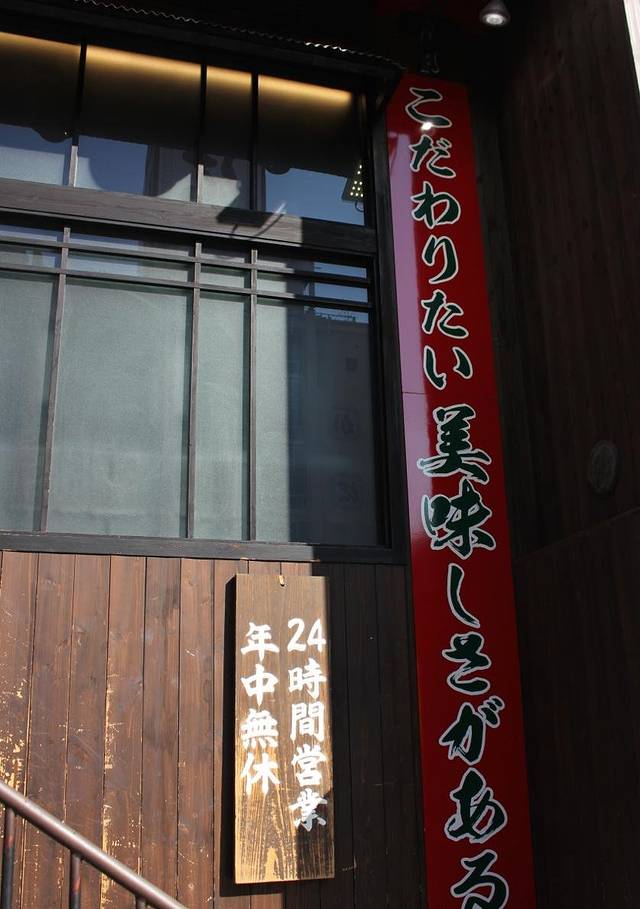 こだわりたい美味しさがある
24時間営業
年中無休